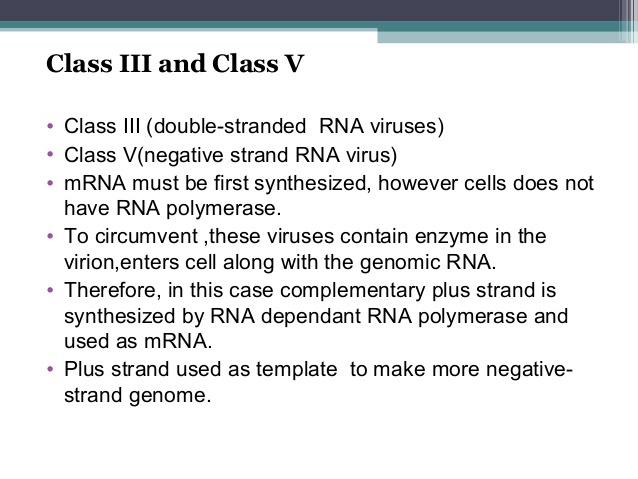 Class III and Class V
• Class III (double-stranded  RNA viruses)
• Class V(negative strand RNA virus)
• mRNA must be first synthesized, however cells does not
have RNA polymerase.
• To circumvent ,these viruses contain enzyme in the
virion,enters cell along with the genomic RNA.
• Therefore, in this case complementary plus strand is
synthesized by RNA dependant RNA polymerase and
used as mRNA.
• Plus strand used as template  to make more negative-
strand genome.